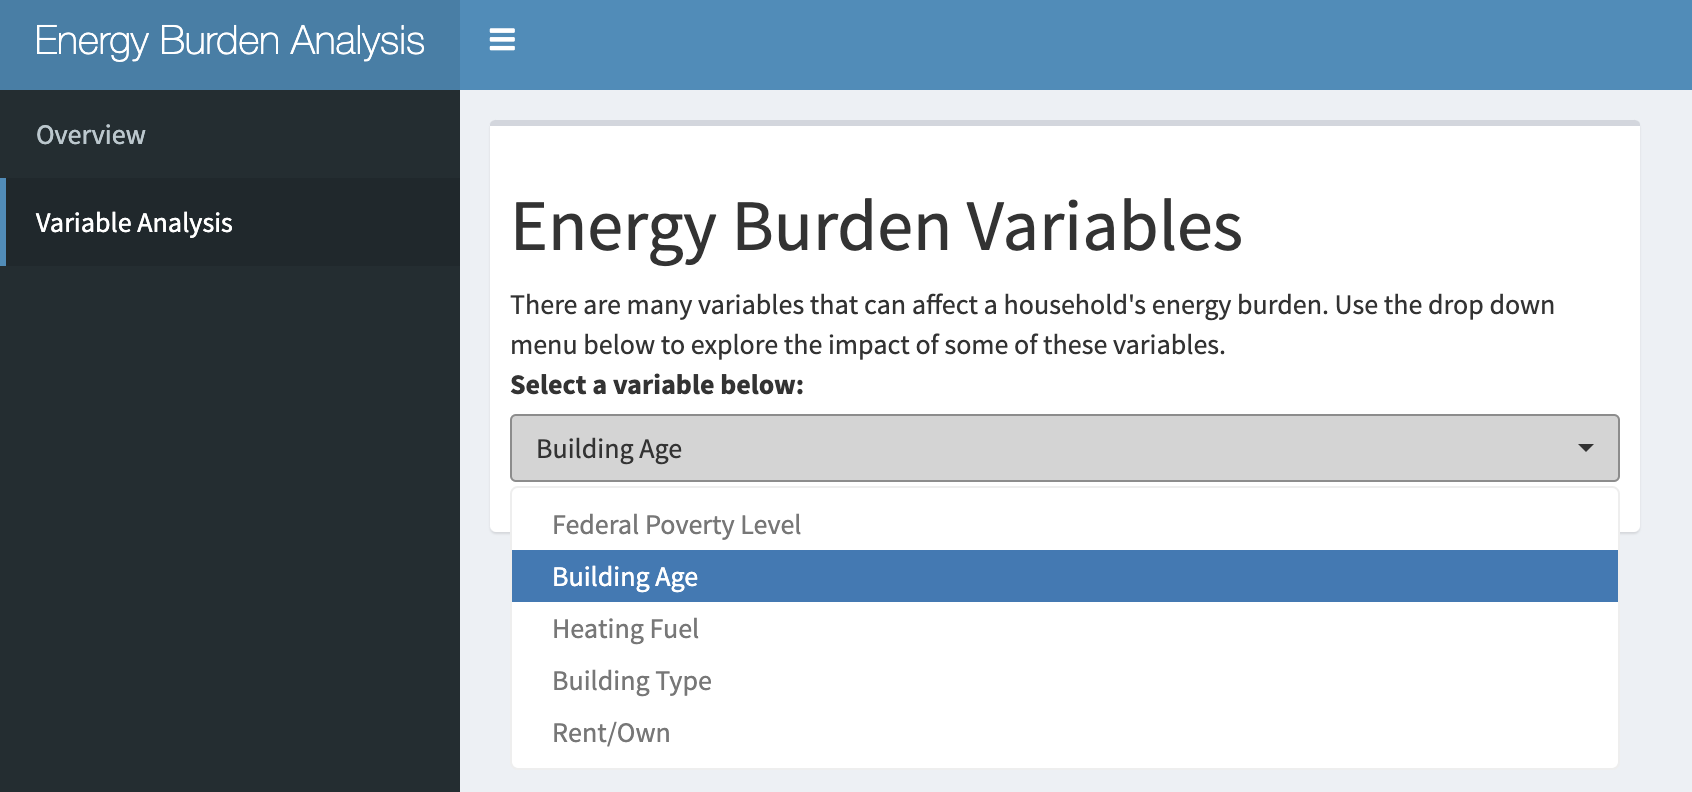 Energy Burden Analysis
Overview
Variable Analysis
Energy Burden Variables
There are many variables that can affect a household's energy burden. Use the drop down
menu below to explore the impact of some of these variables.
Select a variable below:
Building Age
Federal Poverty Level
Building Age
Heating Fuel
Building Type
Rent/Own